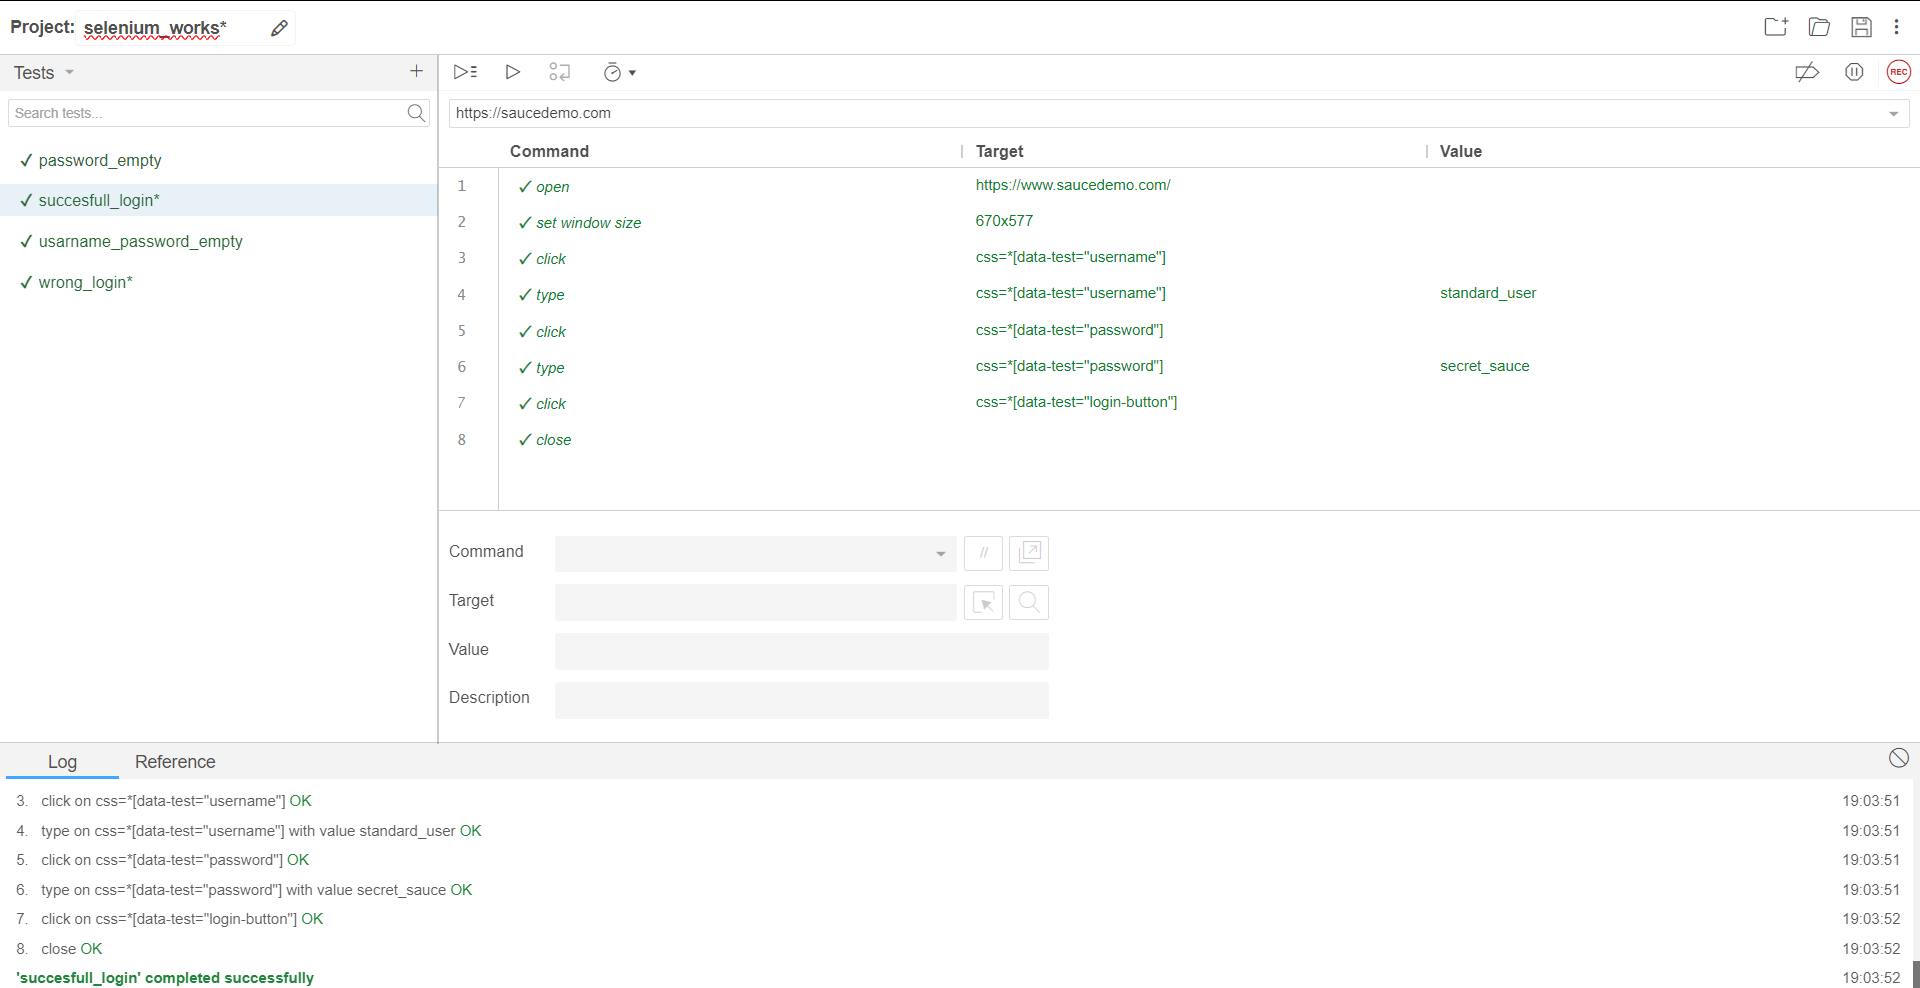 Project: selenium_works*
Tests
Search tests...
✓ password_empty
✓ succesfull_login*
✓ usarname_password_empty
✓ wrong_login*
REC
https://saucedemo.com
Command Target Value
1 ✓ open https://www.saucedemo.com/
2 ✓ set window size 670x577
3 ✓ click css=*[data-test="username"]
4 ✓ type css=*[data-test="username"] standard_user
5 ✓ click css=*[data-test="password"]
6 ✓ type css=*[data-test="password"] secret_sauce
7 ✓ click css=*[data-test="login-button"]
8 ✓ close
Command //
Target
Value
Description
Log Reference
3. click on css=*[data-test="username"] OK 19:03:51
4. type on css=*[data-test="username"] with value standard_user OK 19:03:51
5. click on css=*[data-test="password"] OK 19:03:51
6. type on css=*[data-test="password"] with value secret_sauce OK 19:03:51
7. click on css=*[data-test="login-button"] OK 19:03:52
8. close OK 19:03:52
'succesfull_login' completed successfully 19:03:52